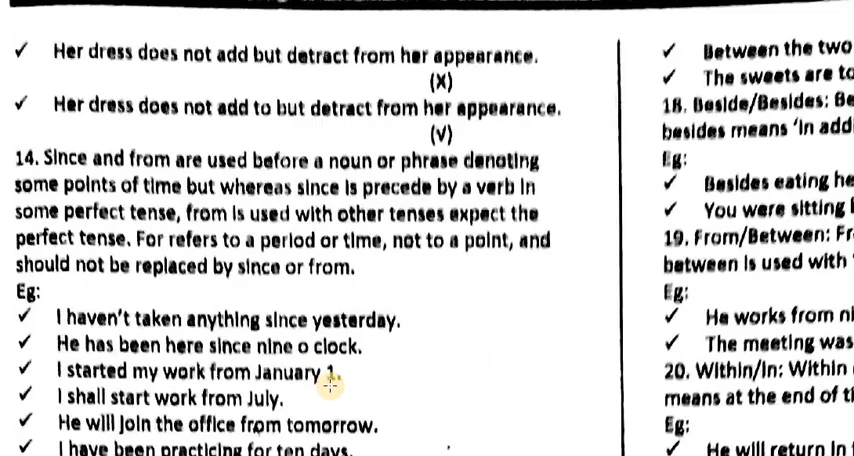 ✓ Her dress does not add but detract from her appearance.
(X)
✓ Her dress does not add to but detract from her appearance.
(√)
14. Since and from are used before a noun or phrase denoting
some points of time but whereas since is precede by a verb in
some perfect tense, from is used with other tenses expect the
perfect tense. For refers to a period or time, not to a point, and
should not be replaced by since or from.
Eg:
✓ I haven't taken anything since yesterday.
✓ He has been here since nine o clock.
✓ I started my work from January 1.
✓ I shall start work from July.
✓ He will join the office from tomorrow.
✓ I have been practicing for ten days.
✓ Between the two
✓ The sweets are to
18. Beside/Besides: Be
besides means 'in add
Eg:
✓ Besides eating he
✓ You were sitting
19. From/Between: Fr
between is used with '
Eg:
✓ He works from ni
✓ The meeting was
20. Within/In: Within
means at the end of t
Eg:
✓ He will return in